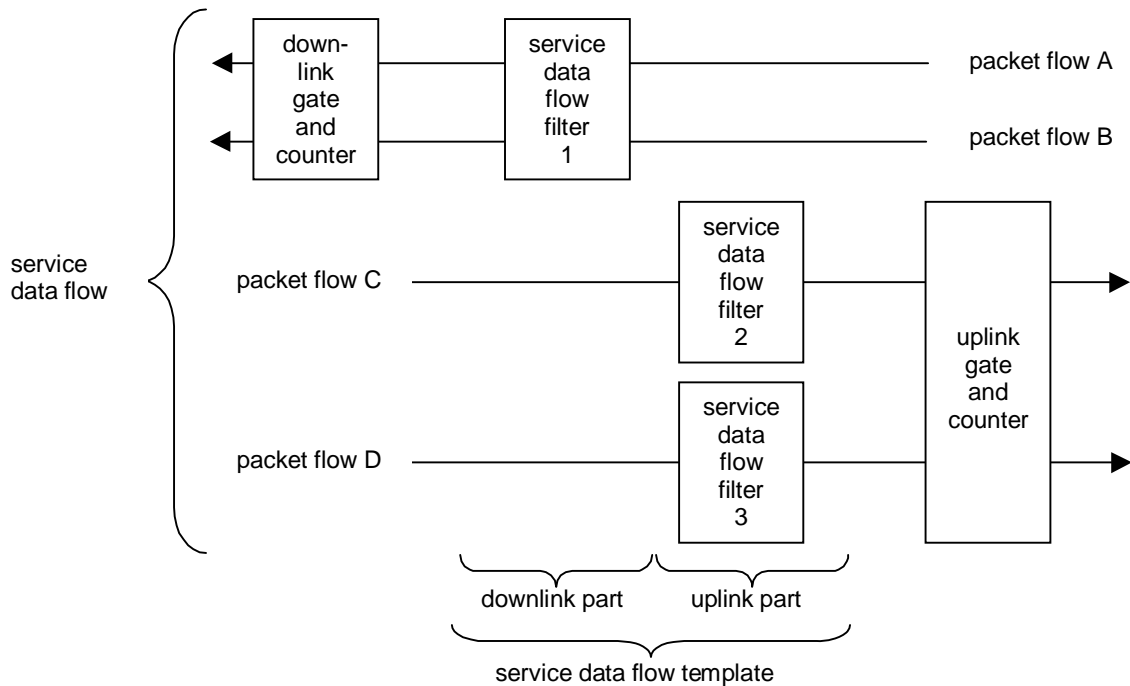 down-
link
gate
and
counter
service
data
flow
filter
1
packet flow A
packet flow B
service
data flow
packet flow C
service
data
flow
filter
2
uplink
gate
and
counter
packet flow D
service
data
flow
filter
3
downlink part
uplink part
service data flow template